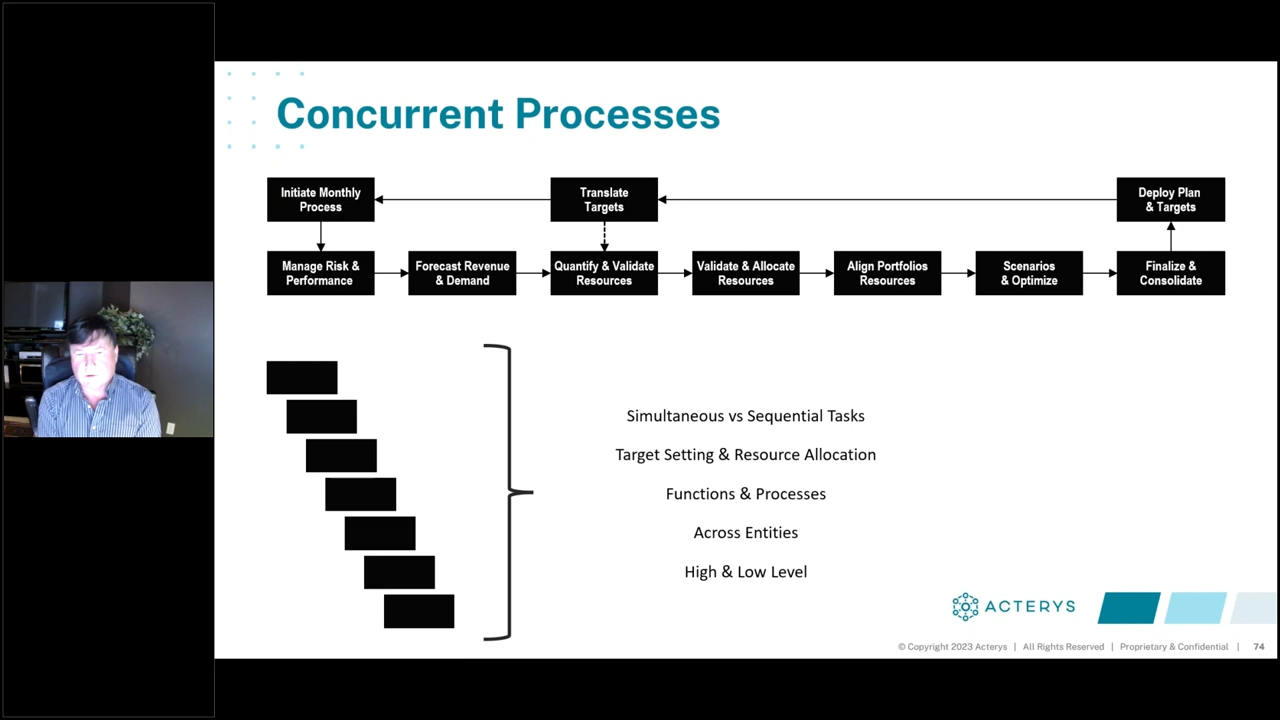 Concurrent Processes
Initiate Monthly
Process
Translate
Targets
Deploy Plan
& Targets
Manage Risk &
Performance
Forecast Revenue
& Demand
Quantify & Validate
Resources
Validate & Allocate
Resources
Align Portfolios
Resources
Scenarios
& Optimize
Finalize &
Consolidate
Simultaneous vs Sequential Tasks
Target Setting & Resource Allocation
Functions & Processes
Across Entities
High & Low Level
ACTERYS
© Copyright 2023 Acterys | All Rights Reserved | Proprietary & Confidential | 74